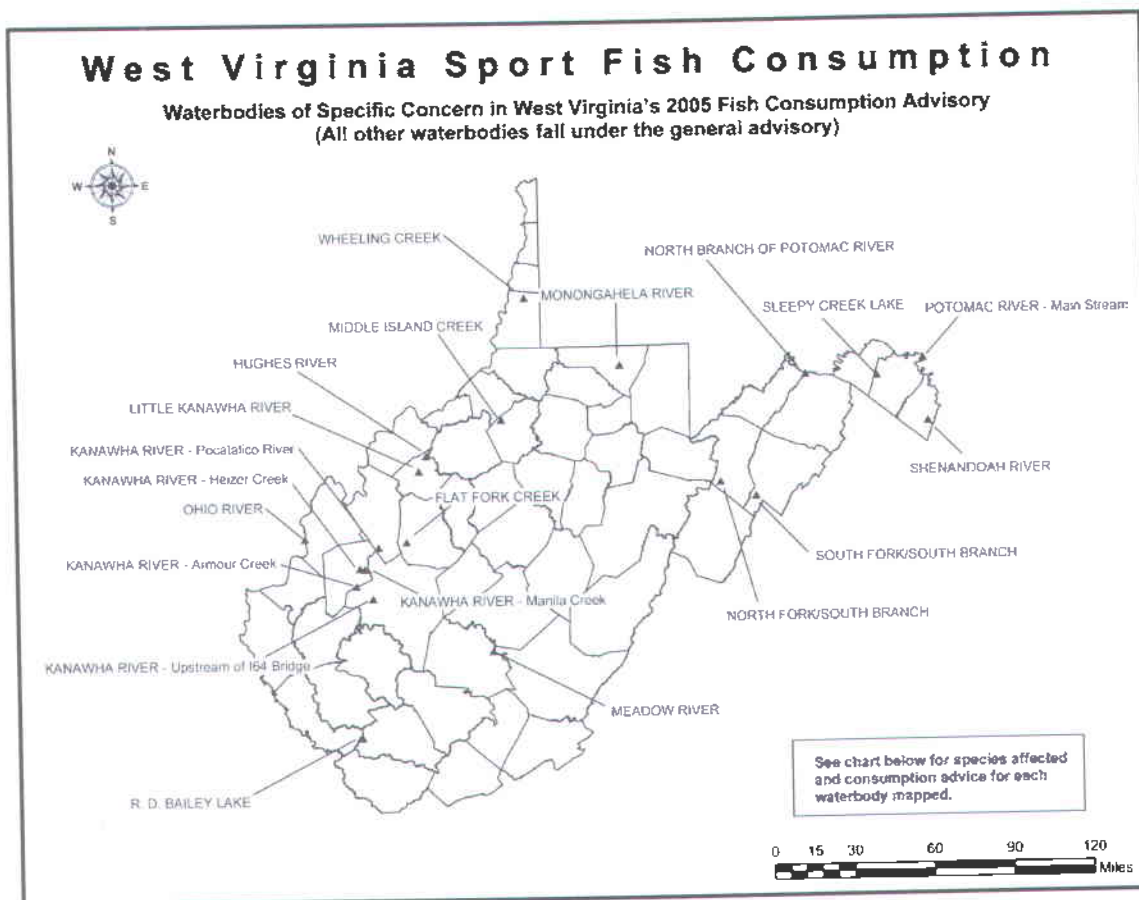 West Virginia Sport Fish Consumption
Waterbodies of Specific Concern in West Virginia's 2005 Fish Consumption Advisory
(All other waterbodies fall under the general advisory)
N
W E
S
WHEELING CREEK
NORTH BRANCH OF POTOMAC RIVER
MONONGAHELA RIVER
SLEEPY CREEK LAKE
POTOMAC RIVER - Main Stream
MIDDLE ISLAND CREEK
HUGHES RIVER
LITTLE KANAWHA RIVER
KANAWHA RIVER - Pocatalico River
SHENANDOAH RIVER
KANAWHA RIVER - Heizer Creek
FLAT FORK CREEK
OHIO RIVER
SOUTH FORK/SOUTH BRANCH
KANAWHA RIVER - Armour Creek
KANAWHA RIVER - Manila Creek
NORTH FORK/SOUTH BRANCH
KANAWHA RIVER - Upstream of I64 Bridge
MEADOW RIVER
R. D. BAILEY LAKE
See chart below for species affected
and consumption advice for each
waterbody mapped.
0 15 30 60 90 120
Miles